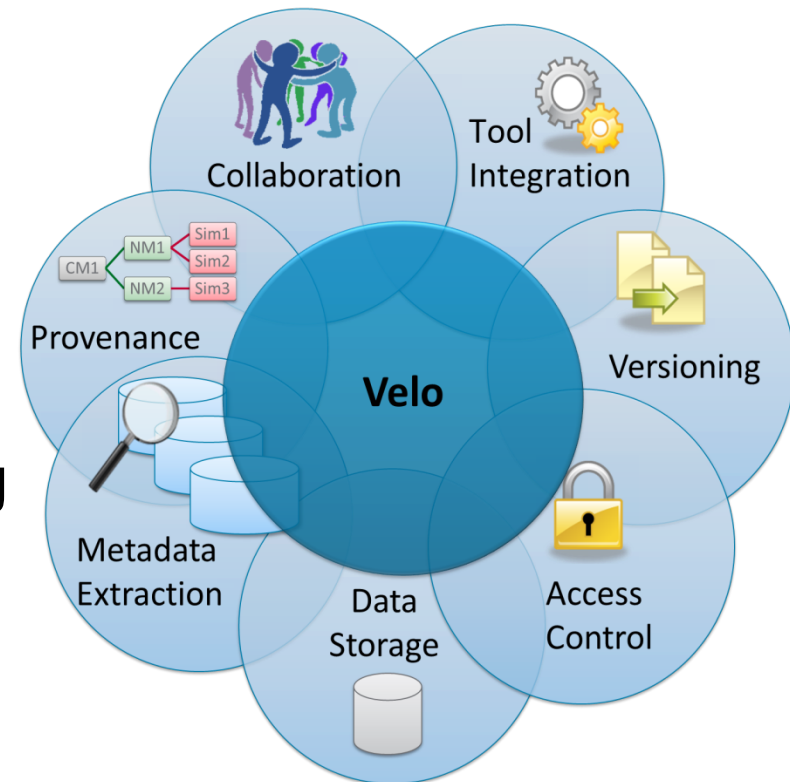 Collaboration
Tool
Integration
CM1
NM1
NM2
Sim1
Sim2
Sim3
Provenance
Versioning
Velo
g
Metadata
Extraction
Data
Storage
Access
Control